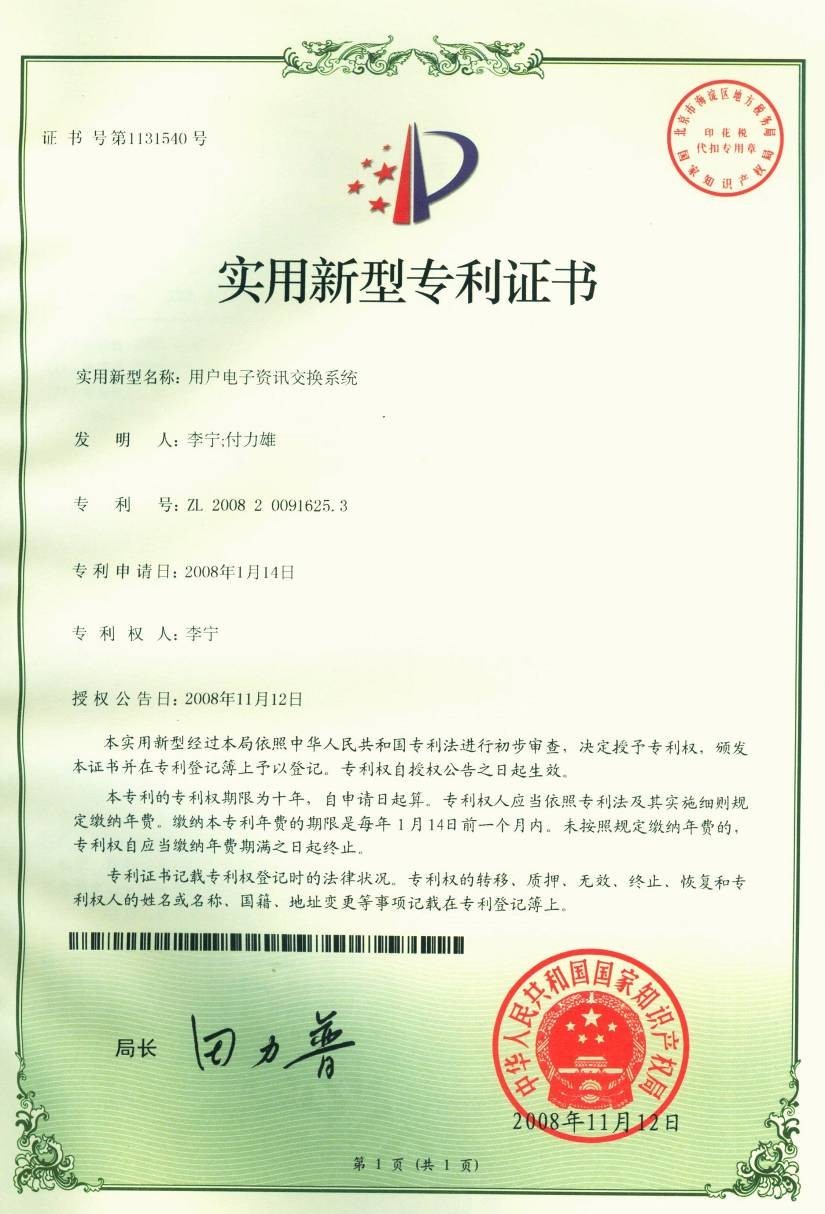 证书号第1131540号
北京市海淀区地方税务局
印花税
代扣专用章
国家知识产权局
实用新型专利证书
实用新型名称：用户电子资讯交换系统
发明人：李宁;付力雄
专利号：ZL 2008 2 0091625.3
专利申请日：2008年1月14日
专利权人：李宁
授权公告日：2008年11月12日
本实用新型经过本局依照中华人民共和国专利法进行初步审查，决定授予专利权，颁发
本证书并在专利登记簿上予以登记。专利权自授权公告之日起生效。
本专利的专利权期限为十年，自申请日起算。专利权人应当依照专利法及其实施细则规
定缴纳年费。缴纳本专利年费的期限是每年 1 月 14 日前一个月内。未按照规定缴纳年费的，
专利权自应当缴纳年费期满之日起终止。
专利证书记载专利权登记时的法律状况。专利权的转移、质押、无效、终止、恢复和专
利权人的姓名或名称、国籍、地址变更等事项记载在专利登记簿上。
局长 田力普
中华人民共和国国家知识产权局
2008年11月12日
第 1 页 (共 1 页)